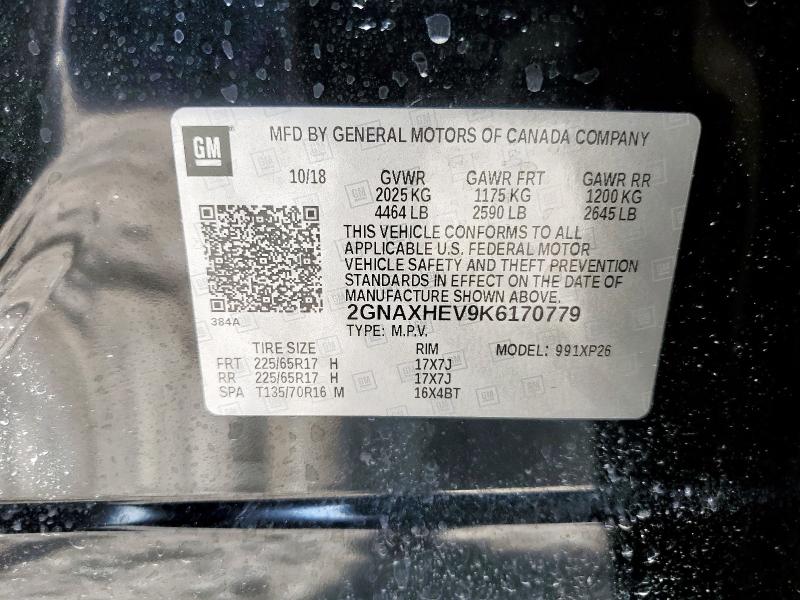 GM
MFD BY GENERAL MOTORS OF CANADA COMPANY
10/18 GVWR GAWR FRT GAWR RR
2025 KG 1175 KG 1200 KG
4464 LB 2590 LB 2645 LB
THIS VEHICLE CONFORMS TO ALL
APPLICABLE U.S. FEDERAL MOTOR
VEHICLE SAFETY AND THEFT PREVENTION
STANDARDS IN EFFECT ON THE DATE OF
MANUFACTURE SHOWN ABOVE.
2GNAXHEV9K6170779
384A
TYPE: M.P.V.
TIRE SIZE RIM MODEL: 991XP26
FRT 225/65R17 H 17X7J
RR 225/65R17 H 17X7J
SPA T135/70R16 M 16X4BT